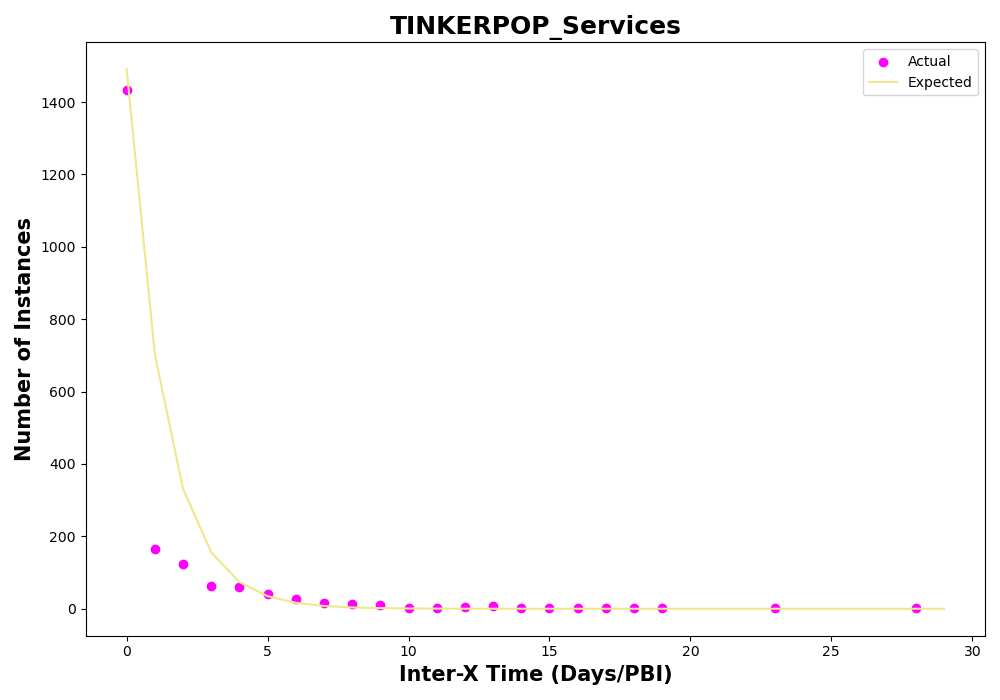 TINKERPOP_Services
Actual
Expected
1400
1200
1000
800
600
400
200
0
Number of Instances
0 5 10 15 20 25 30
Inter-X Time (Days/PBI)